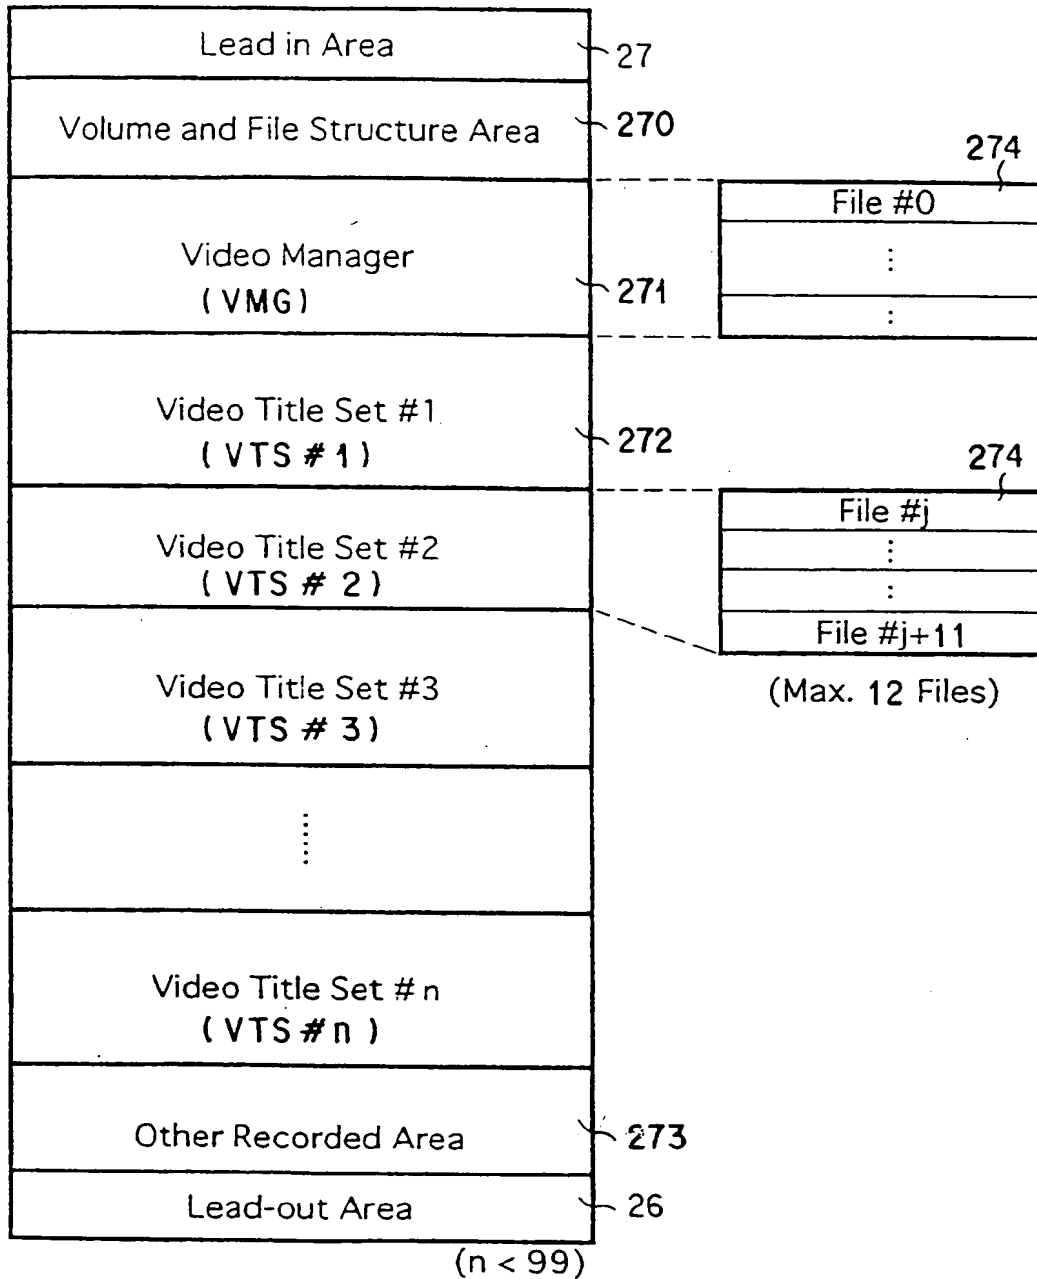 Lead in Area
27
Volume and File Structure Area
270
Video Manager
(VMG)
271
274
File #0
⋮
:
Video Title Set #1
(VTS #1)
272
Video Title Set #2
(VTS # 2)
274
File #j
⋮
:
File #j+11
(Max. 12 Files)
Video Title Set #3
(VTS # 3)
Video Title Set #n
(VTS #n)
Other Recorded Area
273
Lead-out Area
26
(n < 99)